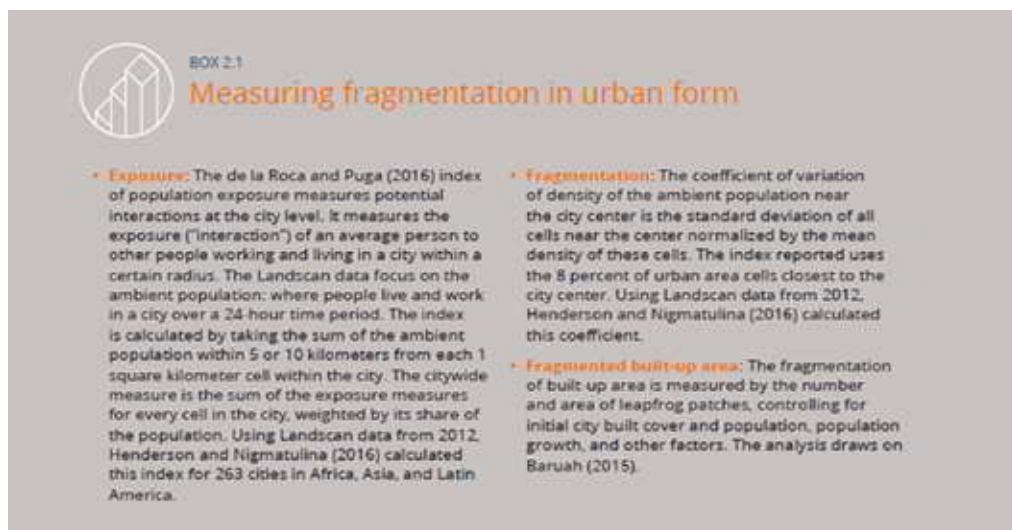 BOX 2.1
Measuring fragmentation in urban form
• Exposure: The de la Roca and Puga (2016) index
of population exposure measures potential
interactions at the city level. It measures the
exposure ("interaction") of an average person to
other people working and living in a city within a
certain radius. The Landscan data focus on the
ambient population: where people live and work
in a city over a 24-hour time period. The index
is calculated by taking the sum of the ambient
population within 5 or 10 kilometers from each 1
square kilometer cell within the city. The citywide
measure is the sum of the exposure measures
for every cell in the city, weighted by its share of
the population. Using Landscan data from 2012,
Henderson and Nigmatulina (2016) calculated
this index for 263 cities in Africa, Asia, and Latin
America.
• Fragmentation: The coefficient of variation
of density of the ambient population near
the city center is the standard deviation of all
cells near the center normalized by the mean
density of these cells. The index reported uses
the 8 percent of urban area cells closest to the
city center. Using Landscan data from 2012,
Henderson and Nigmatulina (2016) calculated
this coefficient.
• Fragmented built-up area: The fragmentation
of built-up area is measured by the number
and area of leapfrog patches, controlling for
initial city built cover and population, population
growth, and other factors. The analysis draws on
Baruah (2015).